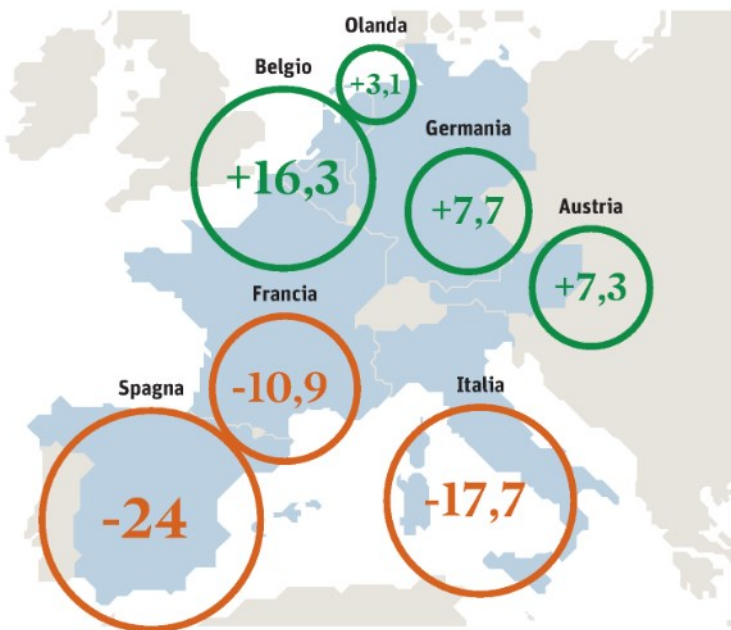 Olanda
+3,1
Belgio
+16,3
Germania
+7,7
Austria
+7,3
Francia
-10,9
Spagna
-24
Italia
-17,7